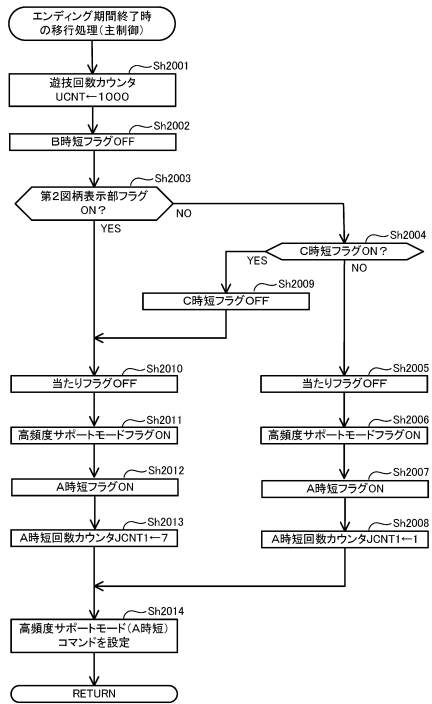 エンディング期間終了時
の移行処理（主制御）
Sh2001
遊技回数カウンタ
UCNT←1000
Sh2002
B時短フラグOFF
Sh2003
第2図柄表示部フラグ
ON？
NO
YES
Sh2004
C時短フラグON？
YES
NO
Sh2009
C時短フラグOFF
Sh2010
当たりフラグOFF
Sh2005
当たりフラグOFF
Sh2011
高頻度サポートモードフラグON
Sh2006
高頻度サポートモードフラグON
Sh2012
A時短フラグON
Sh2007
A時短フラグON
Sh2013
A時短回数カウンタJCNT1←7
Sh2008
A時短回数カウンタJCNT1←1
Sh2014
高頻度サポートモード（A時短）
コマンドを設定
RETURN